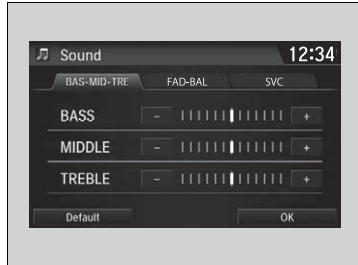 Sound 12:34
BAS-MID-TRE FAD-BAL SVC
BASS - +
MIDDLE - +
TREBLE - +
Default OK